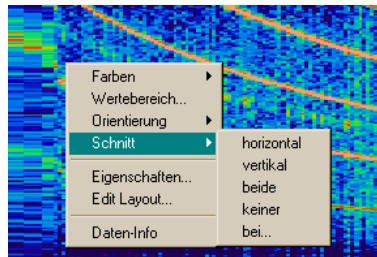 Farben
Wertebereich...
Orientierung
Schnitt
horizontal
vertikal
Eigenschaften...
beide
Edit Layout...
keiner
Daten-Info
bei...